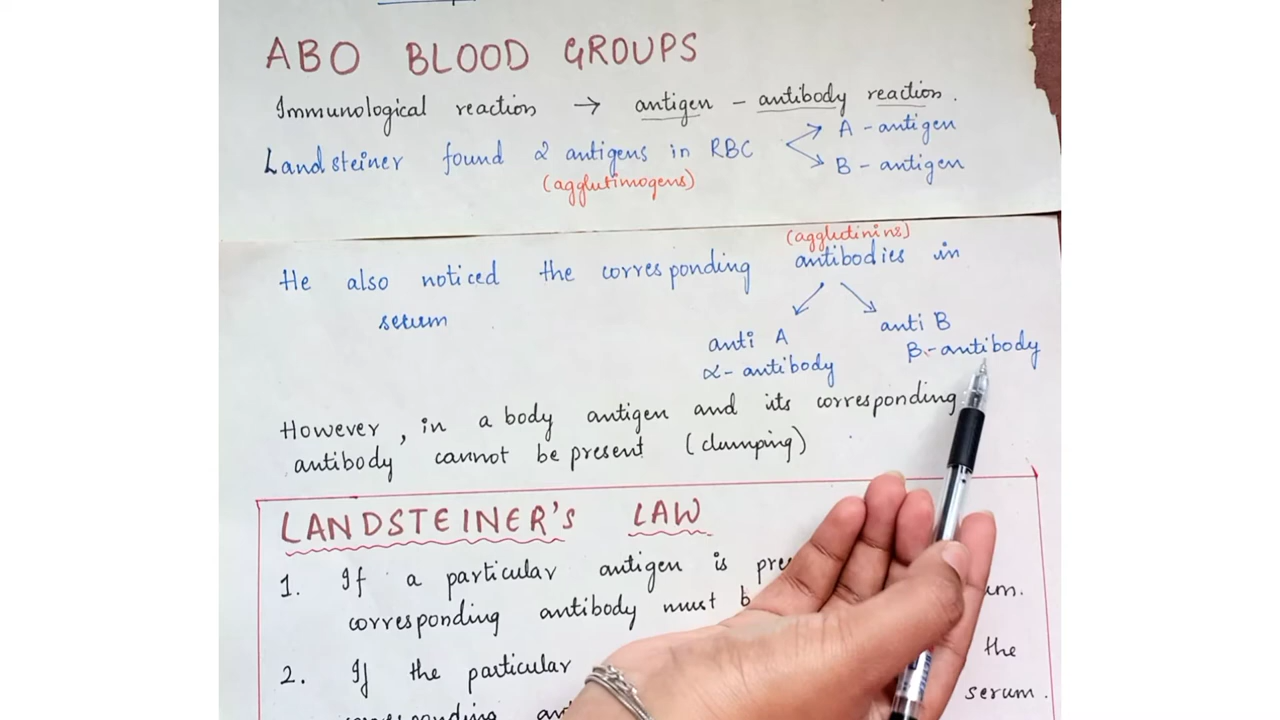 ABO BLOOD GROUPS
Immunological reaction → antigen - antibody reaction.
Landsteiner found 2 antigens in RBC
A - antigen
B - antigen
(agglutimogens)
(agglutinins)
He also noticed the corresponding antibodies in
serum
anti A
α - antibody
anti B
β - antibody
However, in a body antigen and its corresponding
antibody cannot be present (clumping)
LANDSTEINER'S LAW
1. If a particular antigen is
corresponding antibody must
2. If the particular the
corresponding serum.